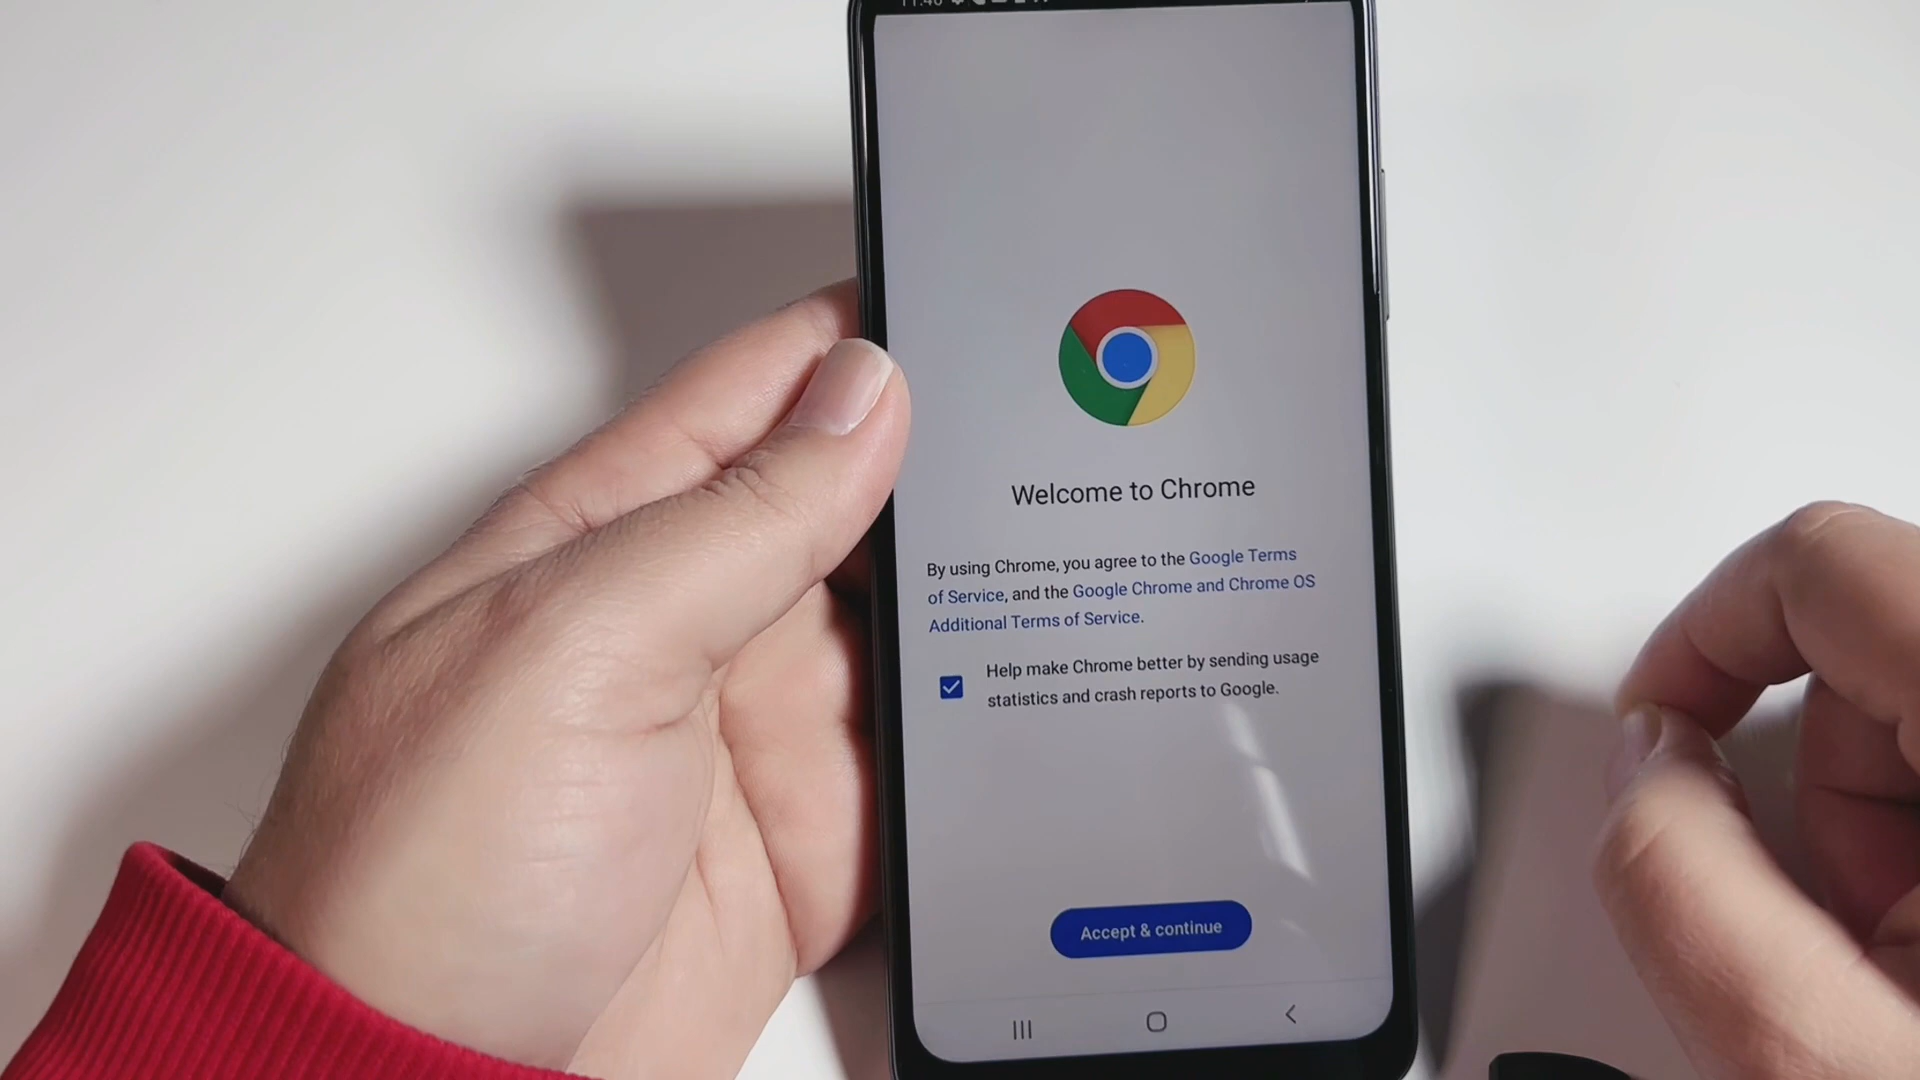 Welcome to Chrome
By using Chrome, you agree to the Google Terms
of Service, and the Google Chrome and Chrome OS
Additional Terms of Service.
Help make Chrome better by sending usage
statistics and crash reports to Google.
Accept & continue